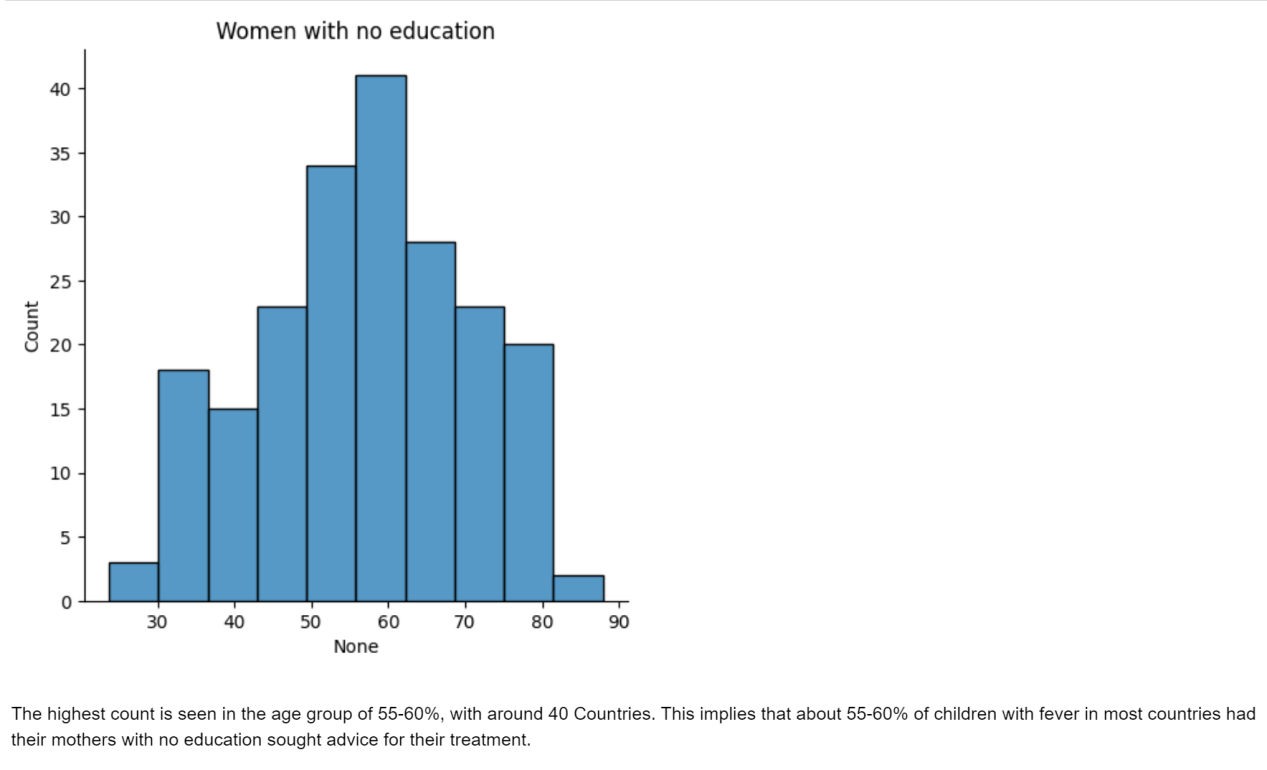 Women with no education
40
35
30
25
20
15
10
5
0
Count
30 40 50 60 70 80 90
None
The highest count is seen in the age group of 55-60%, with around 40 Countries. This implies that about 55-60% of children with fever in most countries had
their mothers with no education sought advice for their treatment.